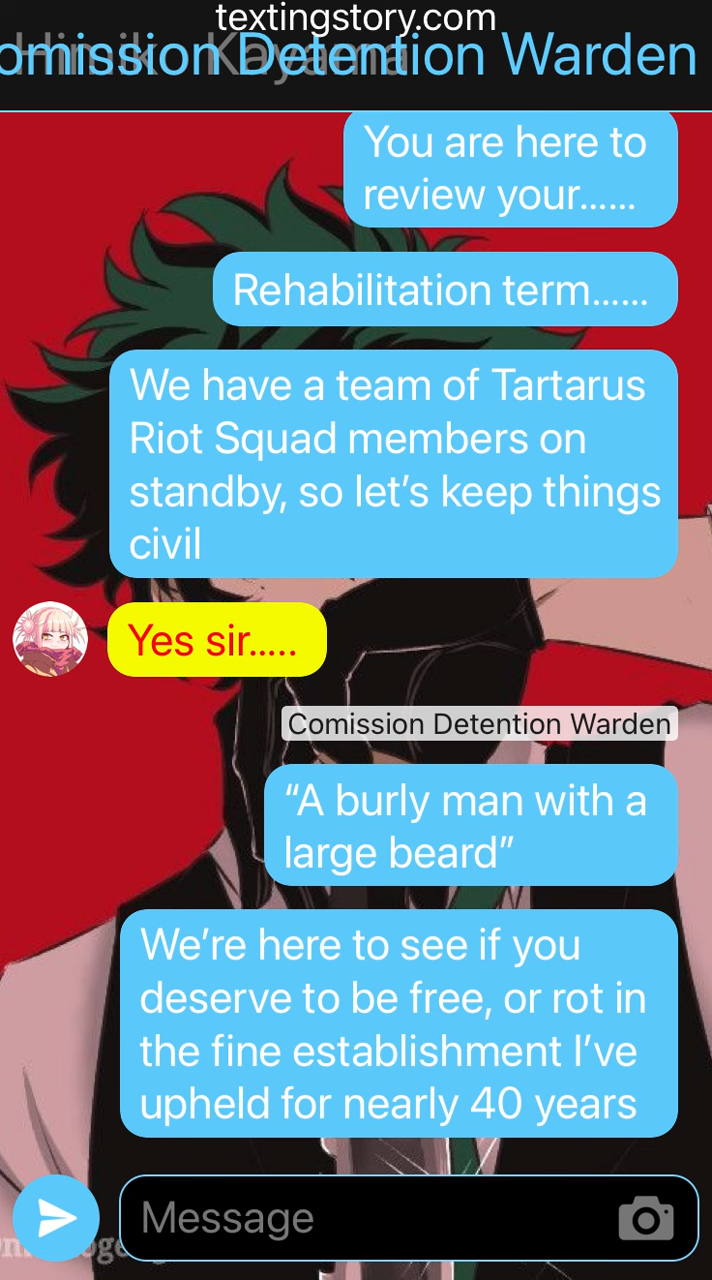 textingstory.com
omission Detention Warden
Himik Kayama
You are here to
review your......
Rehabilitation term......
We have a team of Tartarus
Riot Squad members on
standby, so let’s keep things
civil
Yes sir.....
Comission Detention Warden
“A burly man with a
large beard”
We’re here to see if you
deserve to be free, or rot in
the fine establishment I’ve
upheld for nearly 40 years
Message